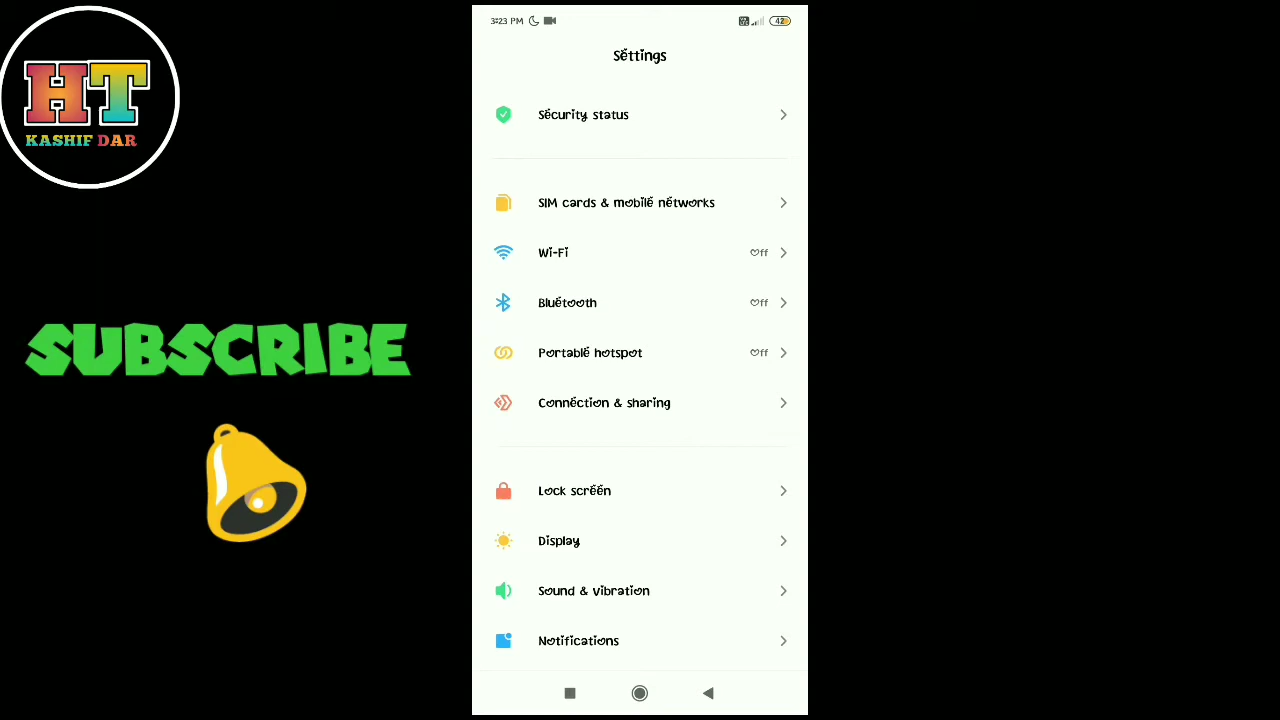 HT
KASHIF DAR
SUBSCRIBE
3:23 PM
42
Settings
Security status
SIM cards & mobile networks
Wi-Fi Off
Bluetooth Off
Portable hotspot Off
Connection & sharing
Lock screen
Display
Sound & vibration
Notifications